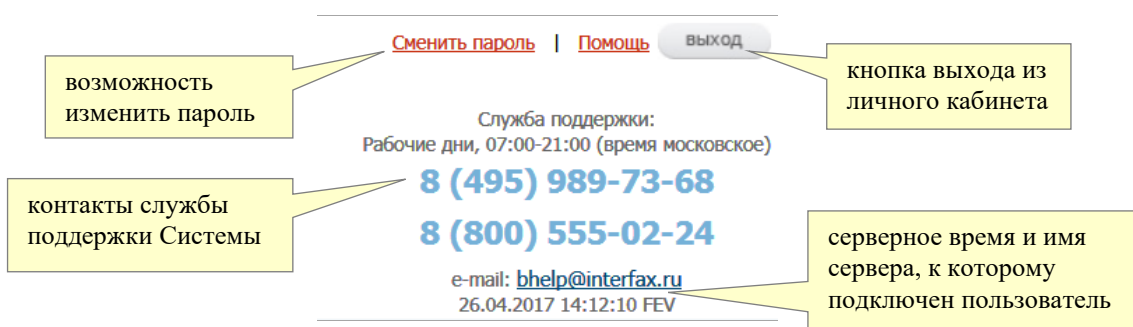 Сменить пароль | Помощь выход
возможность
изменить пароль
кнопка выхода из
личного кабинета
Служба поддержки:
Рабочие дни, 07:00-21:00 (время московское)
8 (495) 989-73-68
8 (800) 555-02-24
контакты службы
поддержки Системы
e-mail: bhelp@interfax.ru
26.04.2017 14:12:10 FEV
серверное время и имя
сервера, к которому
подключен пользователь